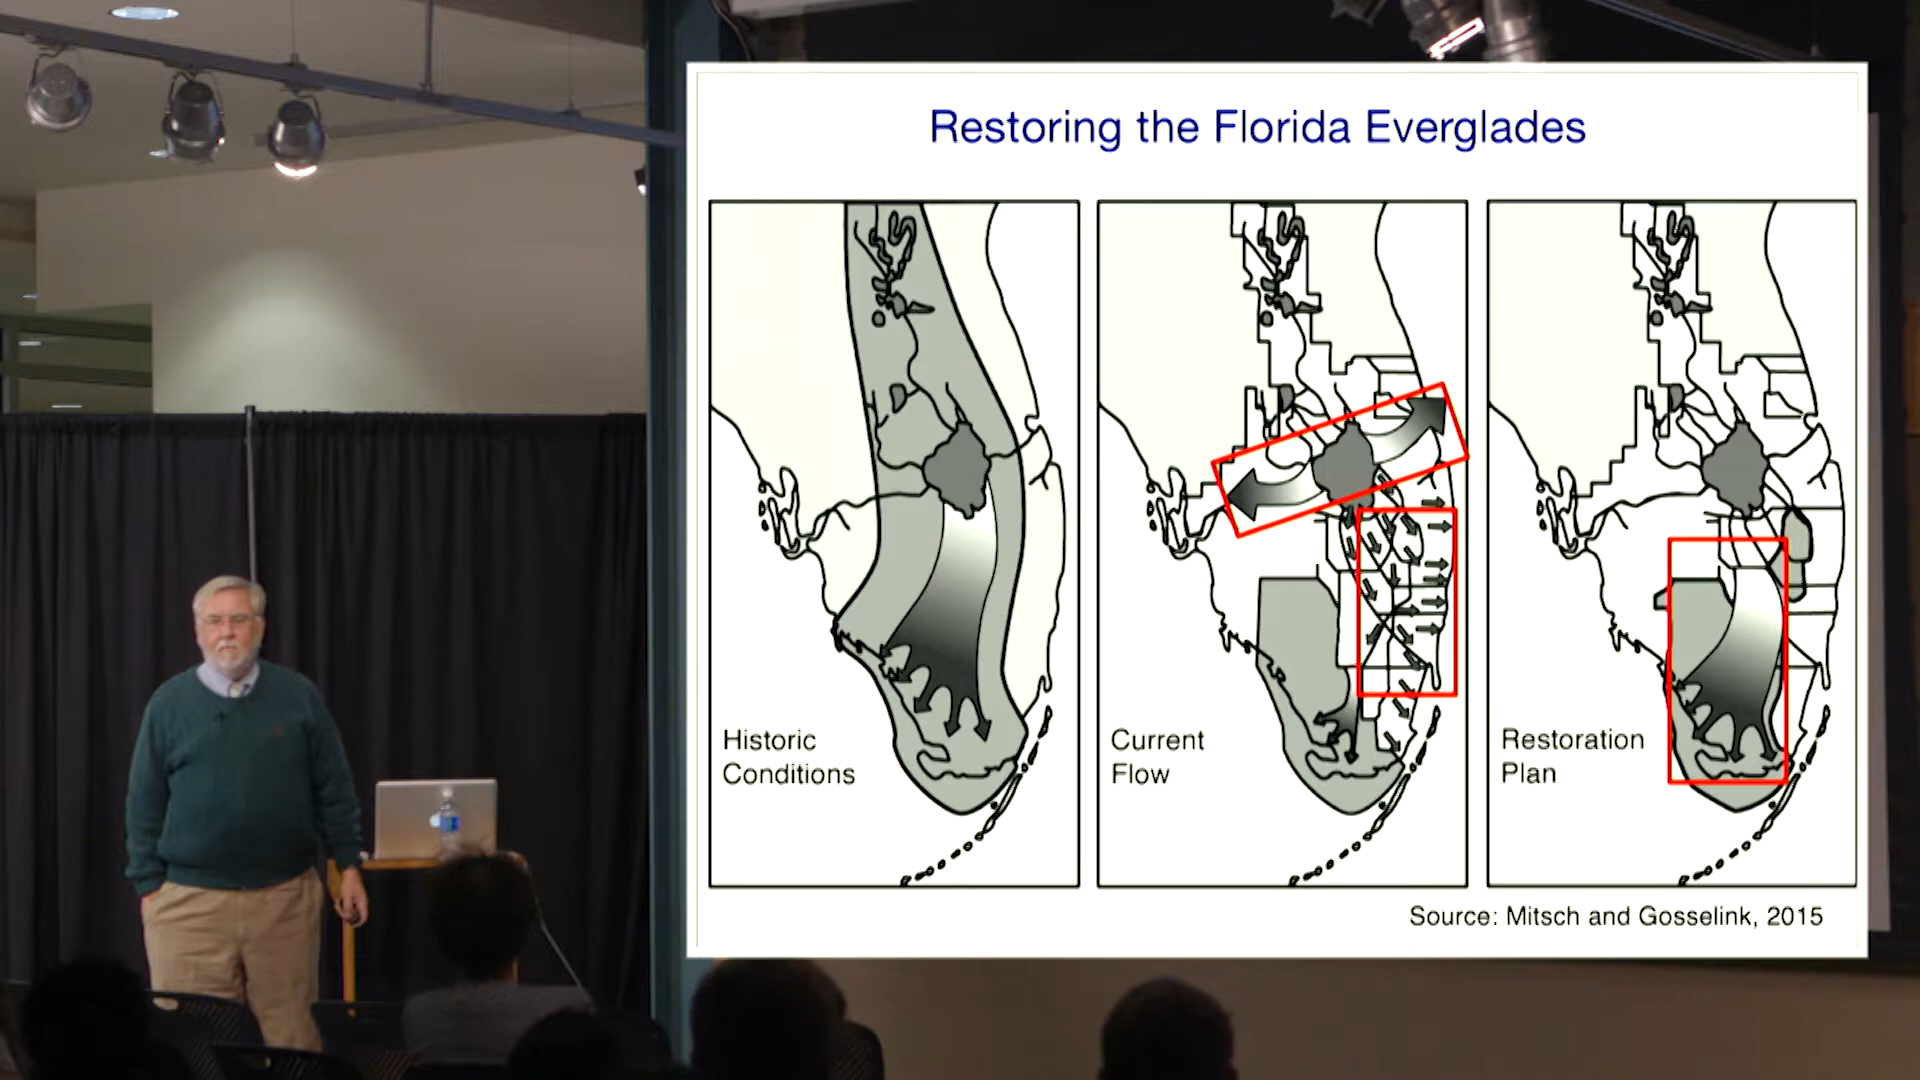 Restoring the Florida Everglades
Historic
Conditions
Current
Flow
Restoration
Plan
Source: Mitsch and Gosselink, 2015